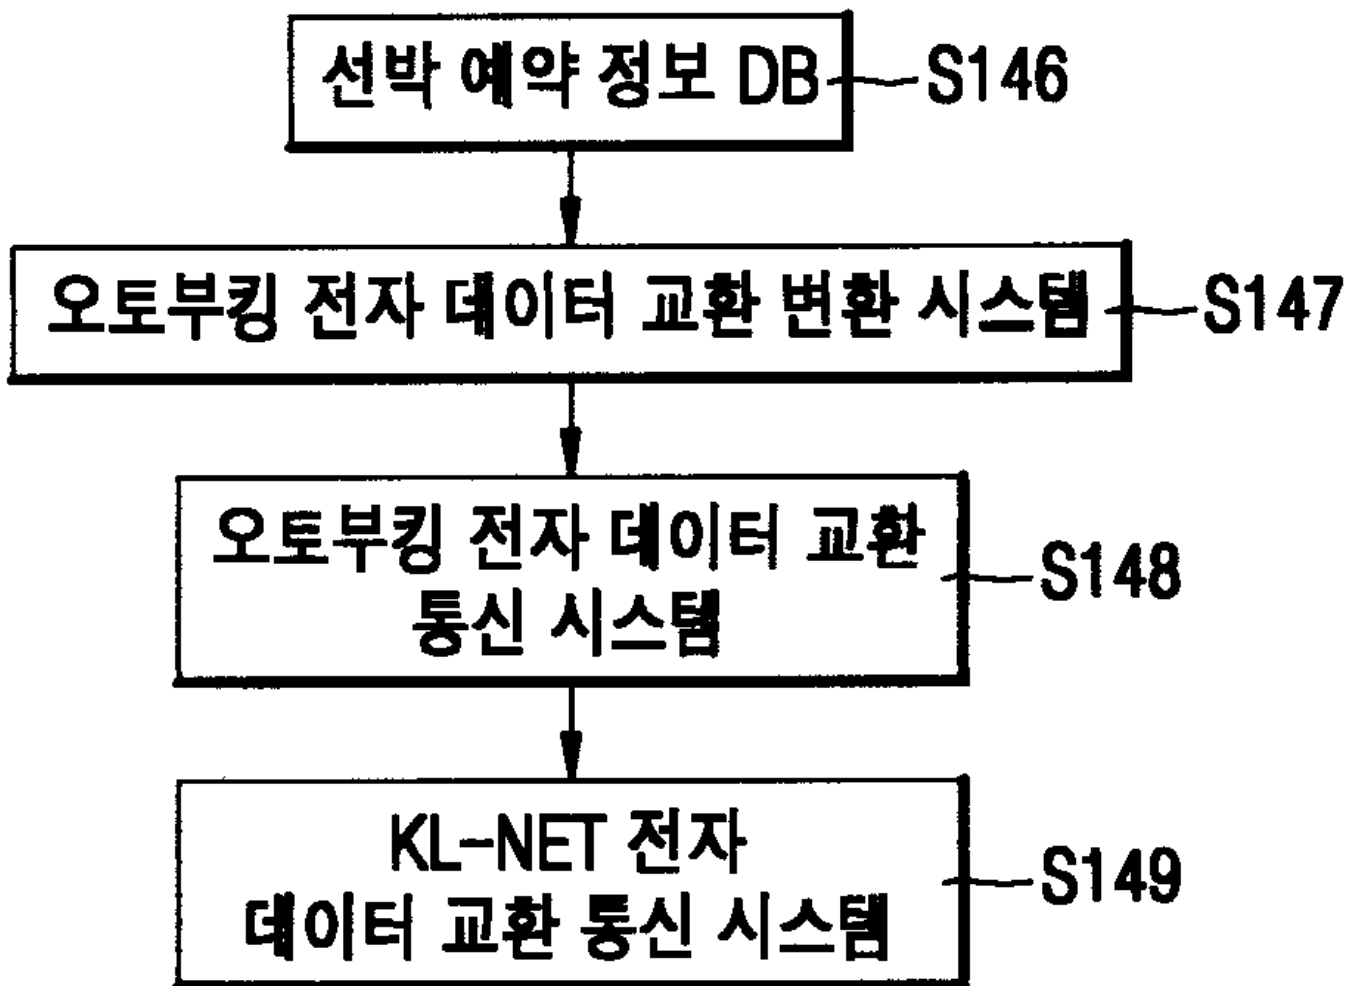 선박 예약 정보 DB S146
오토부킹 전자 데이터 교환 변환 시스템 S147
오토부킹 전자 데이터 교환
통신 시스템
S148
KL-NET 전자
데이터 교환 통신 시스템
S149